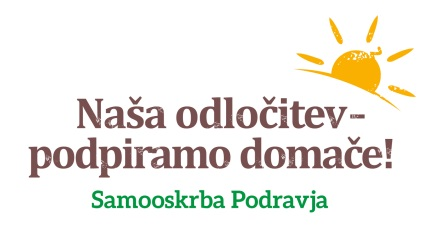 Naša odločitev-
podpiramo domače!
Samooskrba Podravja